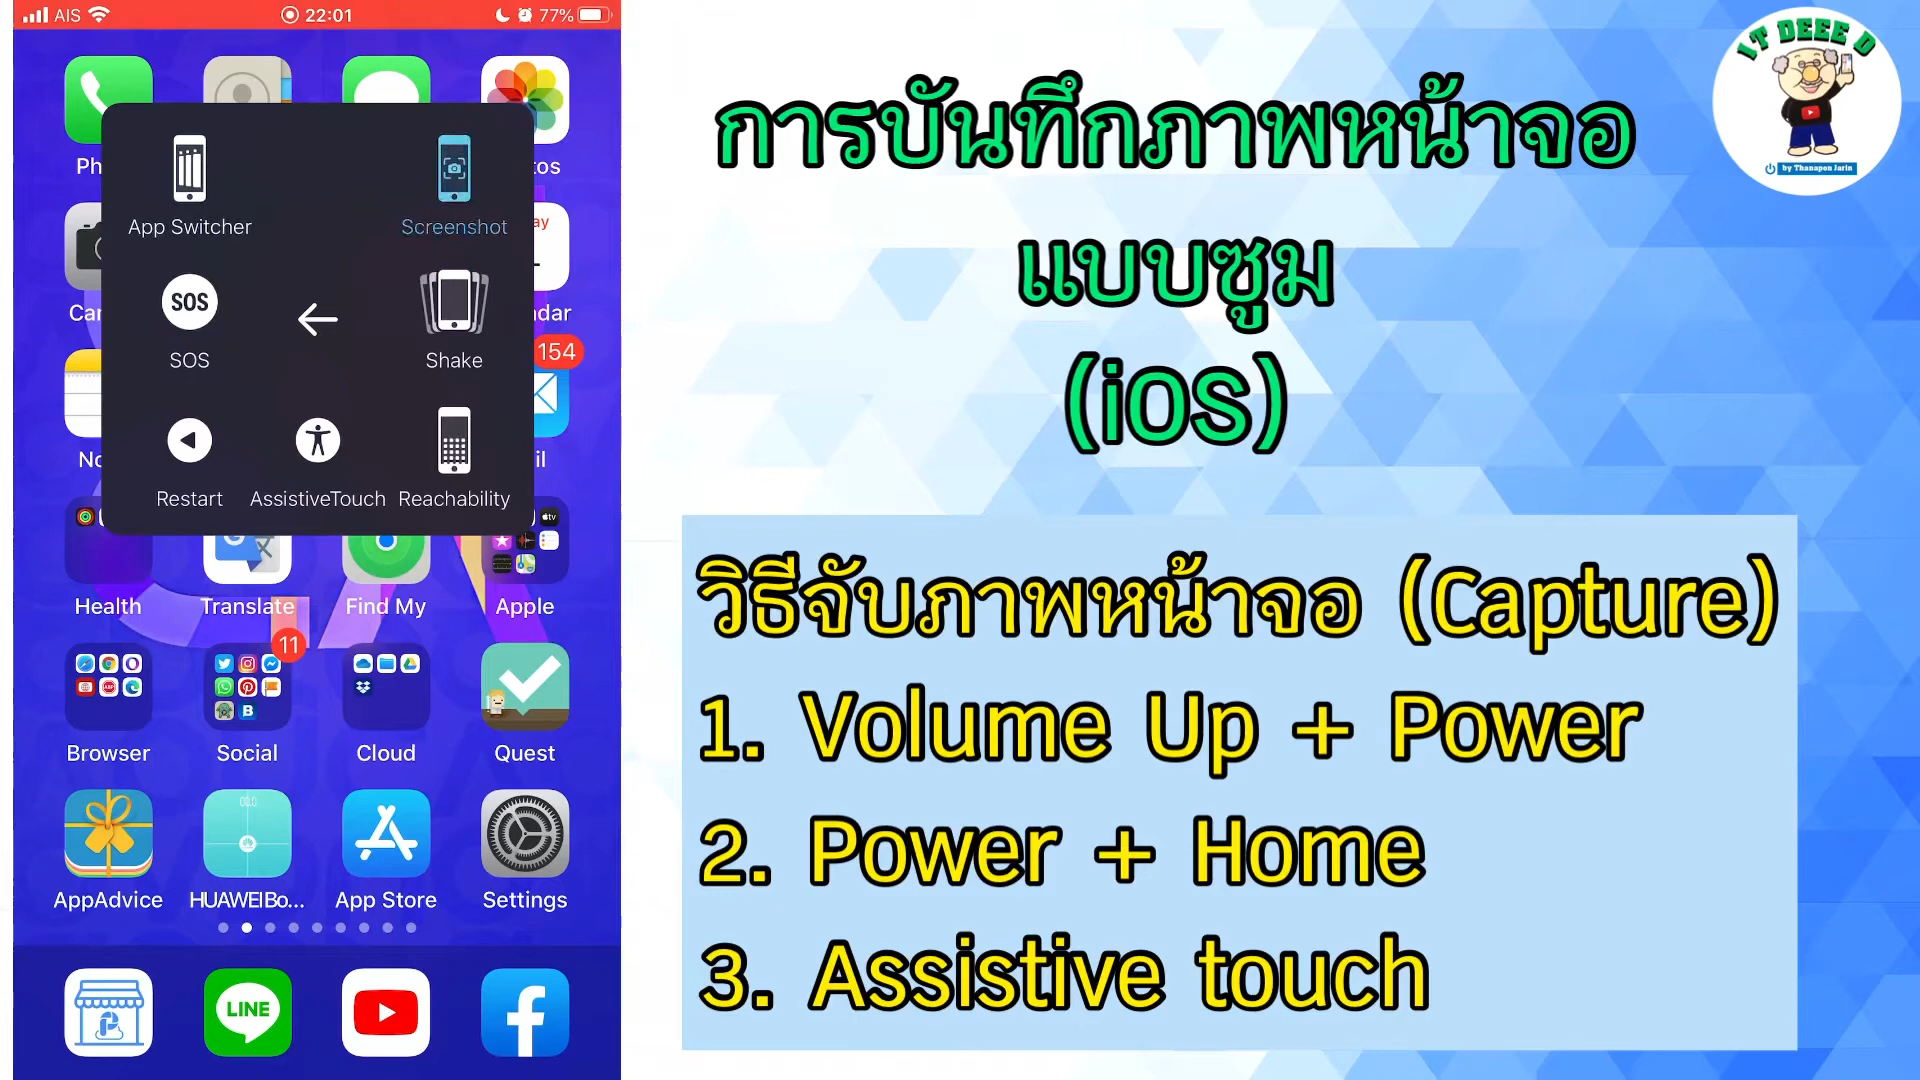 AIS
22:01
77%
IT DEEE D
by Thanapon Jarin
การบันทึกภาพหน้าจอ
แบบซูม
(iOS)
App Switcher
Screenshot
SOS
SOS
Shake
154
Restart
AssistiveTouch
Reachability
Health
Translate
Find My
Apple
11
Browser
Social
Cloud
Quest
AppAdvice
HUAWEIBo...
App Store
Settings
LINE
วิธีจับภาพหน้าจอ (Capture)
1. Volume Up + Power
2. Power + Home
3. Assistive touch